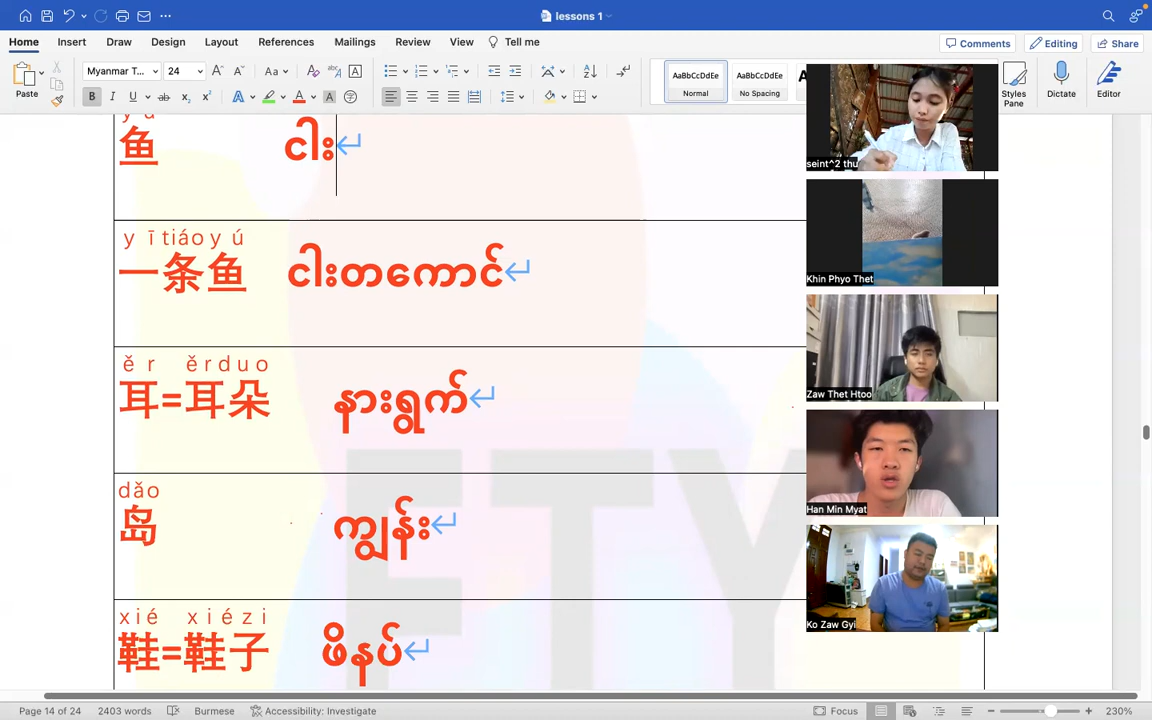 lessons 1
Home Insert Draw Design Layout References Mailings Review View Tell me Comments Editing Share
Paste Myanmar T... 24 AaBbCcDdEe Normal AaBbCcDdEe No Spacing Styles Pane Dictate Editor
鱼 ငါး
yī tiáo yú
一条鱼 ငါးတကောင်
ěr ěrduo
耳=耳朵 နားရွက်
dǎo
岛 ကျွန်း
xié xiézi
鞋=鞋子 ဖိနပ်
seint^2 thu
Khin Phyo Thet
Zaw Thet Htoo
Han Min Myat
Ko Zaw Gyi
ETY
Page 14 of 24 2403 words Burmese Accessibility: Investigate Focus 230%